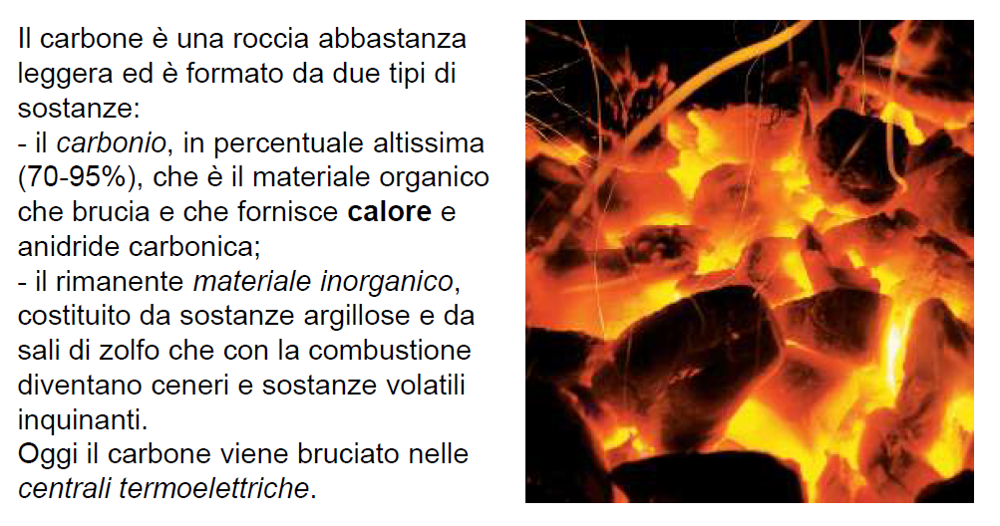 Il carbone è una roccia abbastanza
leggera ed è formato da due tipi di
sostanze:
- il carbonio, in percentuale altissima
(70-95%), che è il materiale organico
che brucia e che fornisce calore e
anidride carbonica;
- il rimanente materiale inorganico,
costituito da sostanze argillose e da
sali di zolfo che con la combustione
diventano ceneri e sostanze volatili
inquinanti.
Oggi il carbone viene bruciato nelle
centrali termoelettriche.